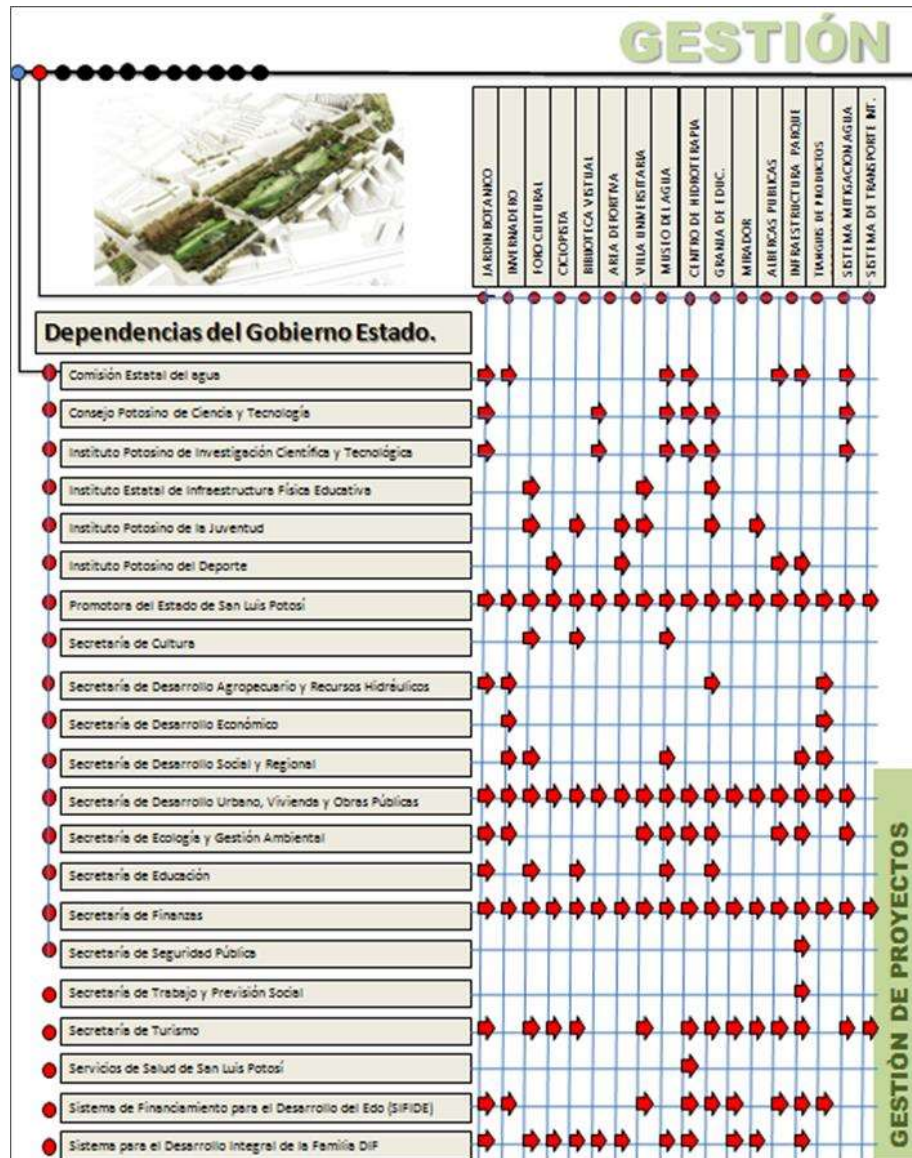 GESTIÓN
JARDIN BOTANICO
INVERNADERO
FORO CULTURAL
CICLOPISTA
BIBLIOTECA VISTUAL
AREA DEPORTIVA
VILLA UNIVERSITARIA
MUSEO DEL AGUA
CENTRO DE HIDROTERAPIA
GRANJA DE EDUC.
MIRADOR
ALBERCAS PUBLICAS
INFRAESTRUCTURA PARQUE
TIANGUIS DE PRODUCTOS
SISTEMA MITIGACION AGUA
SISTEMA DE TRANSPORTE INT.
Dependencias del Gobierno Estado.
Comisión Estatal del agua
Consejo Potosino de Ciencia y Tecnología
Instituto Potosino de Investigación Científica y Tecnológica
Instituto Estatal de Infraestructura Física Educativa
Instituto Potosino de la Juventud
Instituto Potosino del Deporte
Promotora del Estado de San Luis Potosí
Secretaría de Cultura
Secretaría de Desarrollo Agropecuario y Recursos Hidráulicos
Secretaría de Desarrollo Económico
Secretaría de Desarrollo Social y Regional
Secretaría de Desarrollo Urbano, Vivienda y Obras Públicas
Secretaría de Ecología y Gestión Ambiental
Secretaría de Educación
Secretaría de Finanzas
Secretaría de Seguridad Pública
Secretaría de Trabajo y Previsión Social
Secretaría de Turismo
Servicios de Salud de San Luis Potosí
Sistema de Financiamiento para el Desarrollo del Edo (SIFIDE)
Sistema para el Desarrollo Integral de la Familia DIF
GESTIÓN DE PROYECTOS